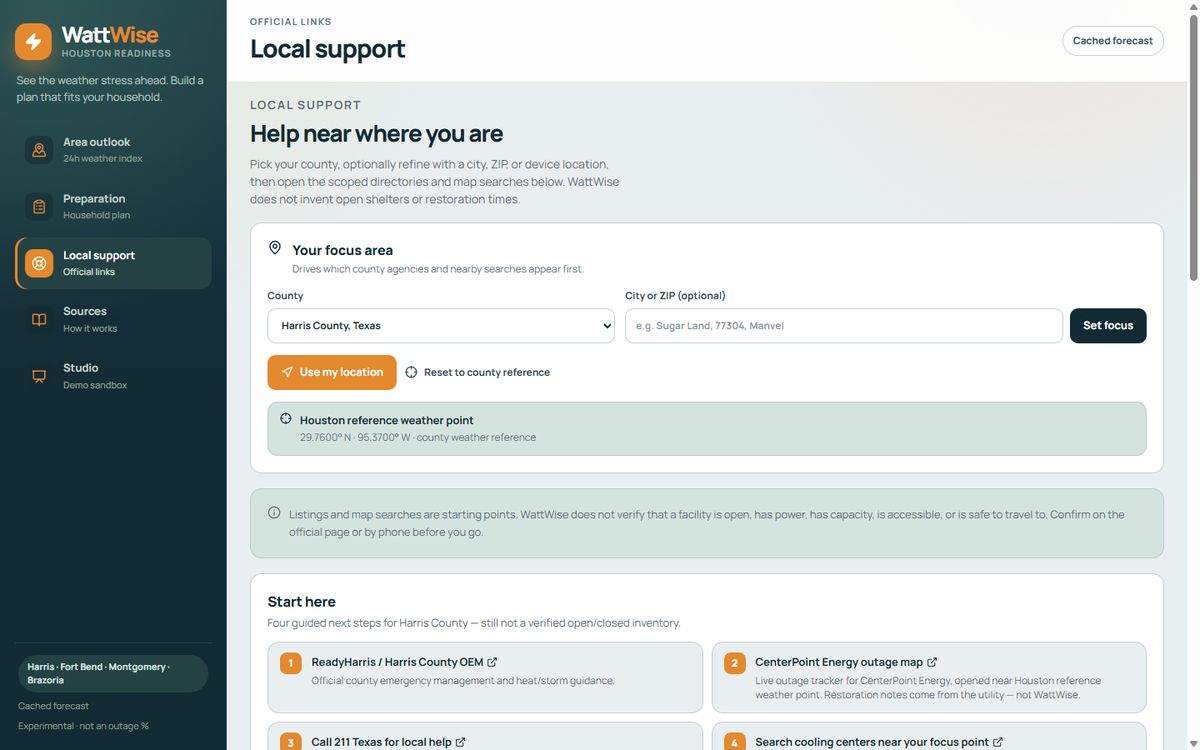 WattWise
HOUSTON READINESS
See the weather stress ahead. Build a
plan that fits your household.
Area outlook
24h weather index
Preparation
Household plan
Local support
Official links
Sources
How it works
Studio
Demo sandbox
Harris · Fort Bend · Montgomery ·
Brazoria
Cached forecast
Experimental · not an outage %
OFFICIAL LINKS
Local support
Cached forecast
LOCAL SUPPORT
Help near where you are
Pick your county, optionally refine with a city, ZIP, or device location,
then open the scoped directories and map searches below. WattWise
does not invent open shelters or restoration times.
Your focus area
Drives which county agencies and nearby searches appear first.
County
City or ZIP (optional)
Harris County, Texas
e.g. Sugar Land, 77304, Manvel
Set focus
Use my location
Reset to county reference
Houston reference weather point
29.7600° N · 95.3700° W · county weather reference
Listings and map searches are starting points. WattWise does not verify that a facility is open, has power, has capacity, is accessible, or is safe to travel to. Confirm on the
official page or by phone before you go.
Start here
Four guided next steps for Harris County — still not a verified open/closed inventory.
1
ReadyHarris / Harris County OEM
Official county emergency management and heat/storm guidance.
2
CenterPoint Energy outage map
Live outage tracker for CenterPoint Energy, opened near Houston reference
weather point. Restoration notes come from the utility — not WattWise.
3
Call 211 Texas for local help
4
Search cooling centers near your focus point